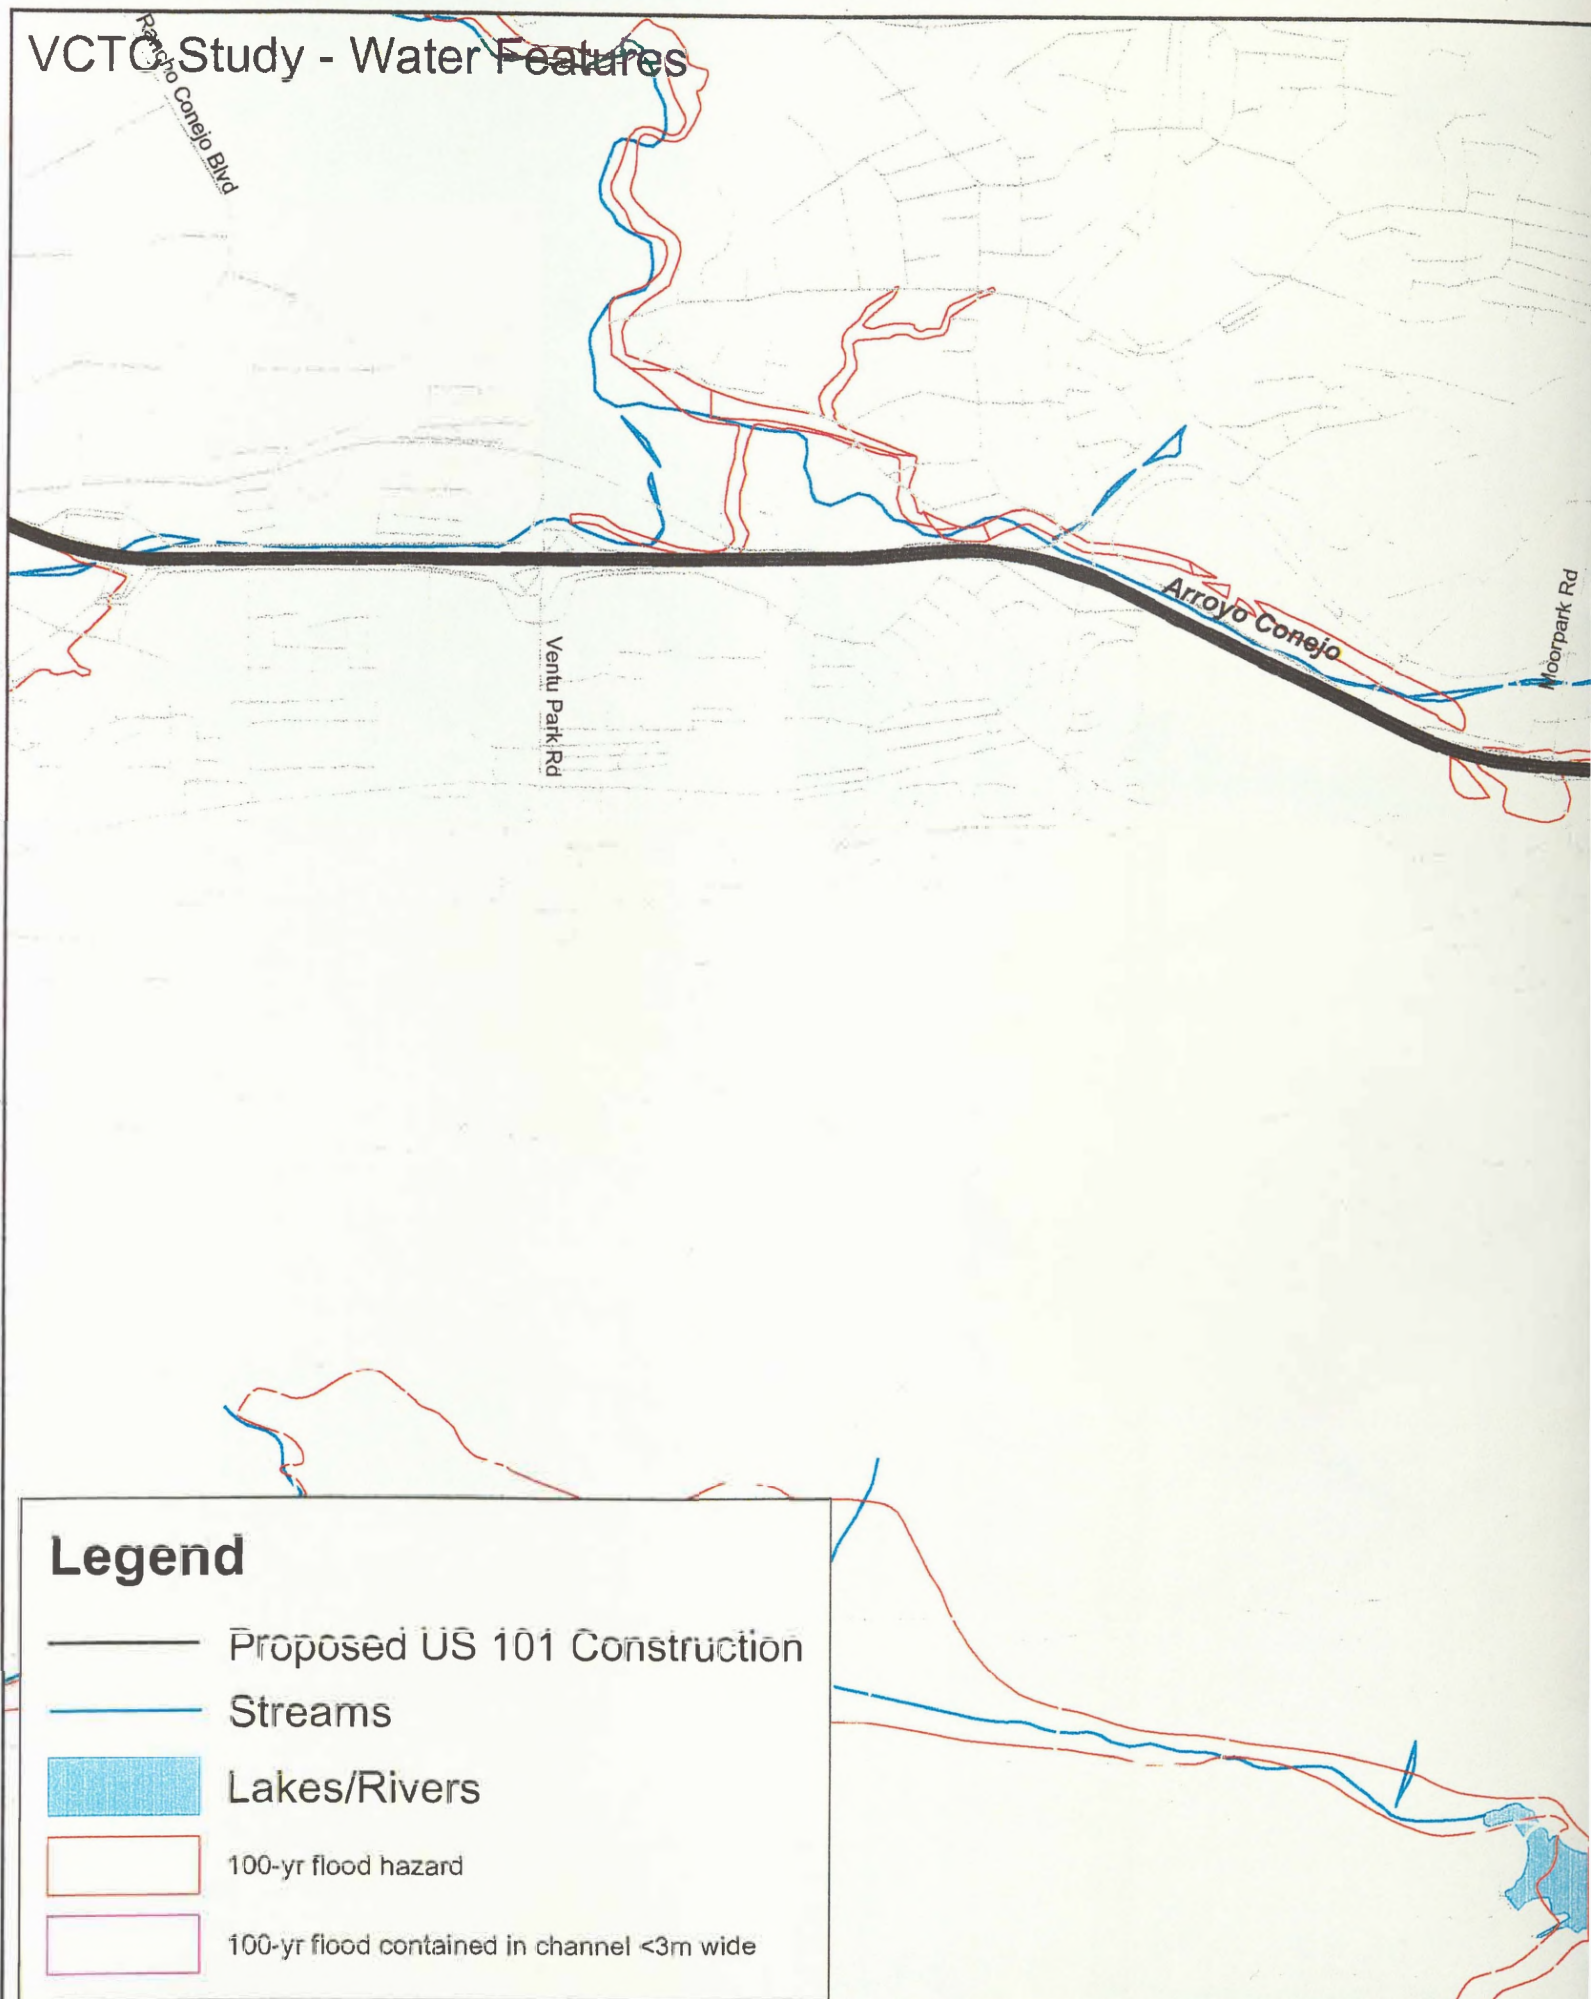 VCTC Study - Water Features
Rancho Conejo Blvd
Arroyo Conejo
Moorpark Rd
Ventu Park Rd
Legend
Proposed US 101 Construction
Streams
Lakes/Rivers
100-yr flood hazard
100-yr flood contained in channel <3m wide